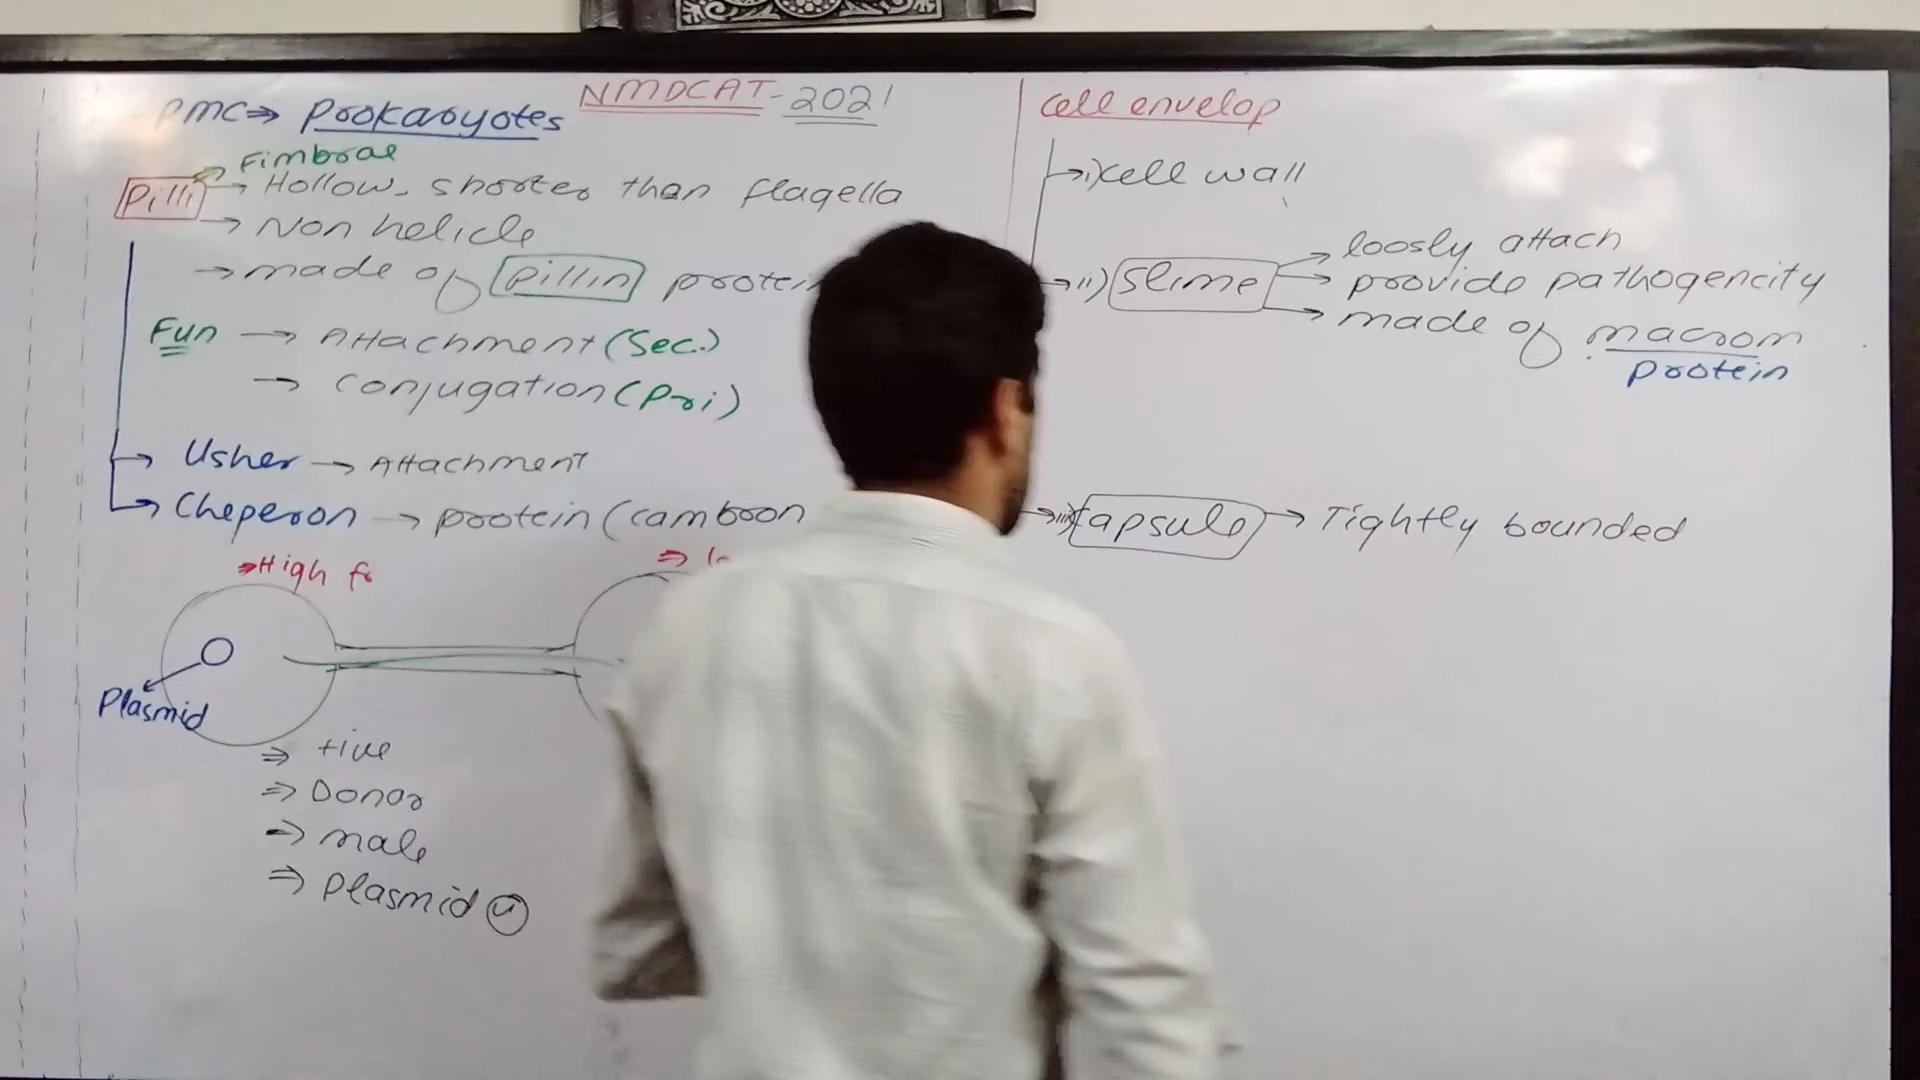 NMDCAT-2021
PMC⇒ Prokaryotes
Fimbrae
Pilli → Hollow, shorter than flagella
→ Non helicle
→ made of pillin protein
Fun → Attachment (Sec.)
→ conjugation (Pri)
→ Usher → Attachment
→ Cheperon → protein (cambron
⇒ High fr
⇒
Plasmid
⇒ +ive
⇒ Donor
⇒ male
⇒ Plasmid
cell envelop
→ i) cell wall
→ ii) Slime → loosly attach
→ provide pathogencity
→ made of macrom
protein
→ iii) Capsule → Tightly bounded